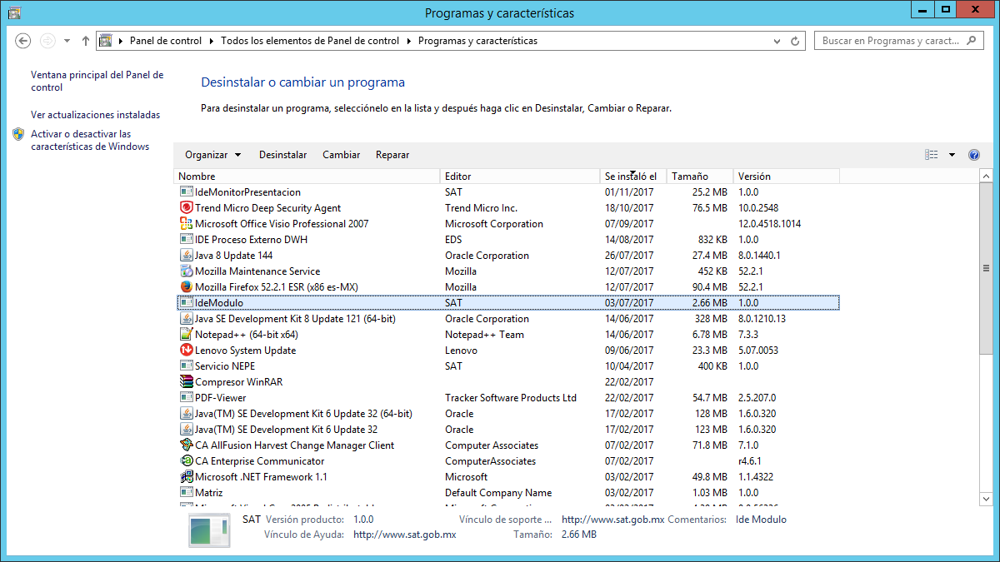 Programas y características
Panel de control Todos los elementos de Panel de control Programas y características
Buscar en Programas y caract...
Ventana principal del Panel de
control
Ver actualizaciones instaladas
Activar o desactivar las
características de Windows
Desinstalar o cambiar un programa
Para desinstalar un programa, selecciónelo en la lista y después haga clic en Desinstalar, Cambiar o Reparar.
Organizar Desinstalar Cambiar Reparar
Nombre Editor Se instaló el Tamaño Versión
IdeMonitorPresentacion SAT 01/11/2017 25.2 MB 1.0.0
Trend Micro Deep Security Agent Trend Micro Inc. 18/10/2017 76.5 MB 10.0.2548
Microsoft Office Visio Professional 2007 Microsoft Corporation 07/09/2017 12.0.4518.1014
IDE Proceso Externo DWH EDS 14/08/2017 832 KB 1.0.0
Java 8 Update 144 Oracle Corporation 26/07/2017 27.4 MB 8.0.1440.1
Mozilla Maintenance Service Mozilla 12/07/2017 452 KB 52.2.1
Mozilla Firefox 52.2.1 ESR (x86 es-MX) Mozilla 12/07/2017 90.4 MB 52.2.1
IdeModulo SAT 03/07/2017 2.66 MB 1.0.0
Java SE Development Kit 8 Update 121 (64-bit) Oracle Corporation 14/06/2017 328 MB 8.0.1210.13
Notepad++ (64-bit x64) Notepad++ Team 14/06/2017 6.78 MB 7.3.3
Lenovo System Update Lenovo 09/06/2017 23.3 MB 5.07.0053
Servicio NEPE SAT 10/04/2017 400 KB 1.0.0
Compresor WinRAR 22/02/2017
PDF-Viewer Tracker Software Products Ltd 22/02/2017 54.7 MB 2.5.207.0
Java(TM) SE Development Kit 6 Update 32 (64-bit) Oracle 17/02/2017 128 MB 1.6.0.320
Java(TM) SE Development Kit 6 Update 32 Oracle 17/02/2017 123 MB 1.6.0.320
CA AllFusion Harvest Change Manager Client Computer Associates 07/02/2017 71.8 MB 7.1.0
CA Enterprise Communicator ComputerAssociates 07/02/2017 r4.6.1
Microsoft .NET Framework 1.1 Microsoft 03/02/2017 49.8 MB 1.1.4322
Matriz Default Company Name 03/02/2017 1.03 MB 1.0.0
SAT Versión producto: 1.0.0 Vínculo de soporte ... http://www.sat.gob.mx Comentarios: Ide Modulo
Vínculo de Ayuda: http://www.sat.gob.mx Tamaño: 2.66 MB